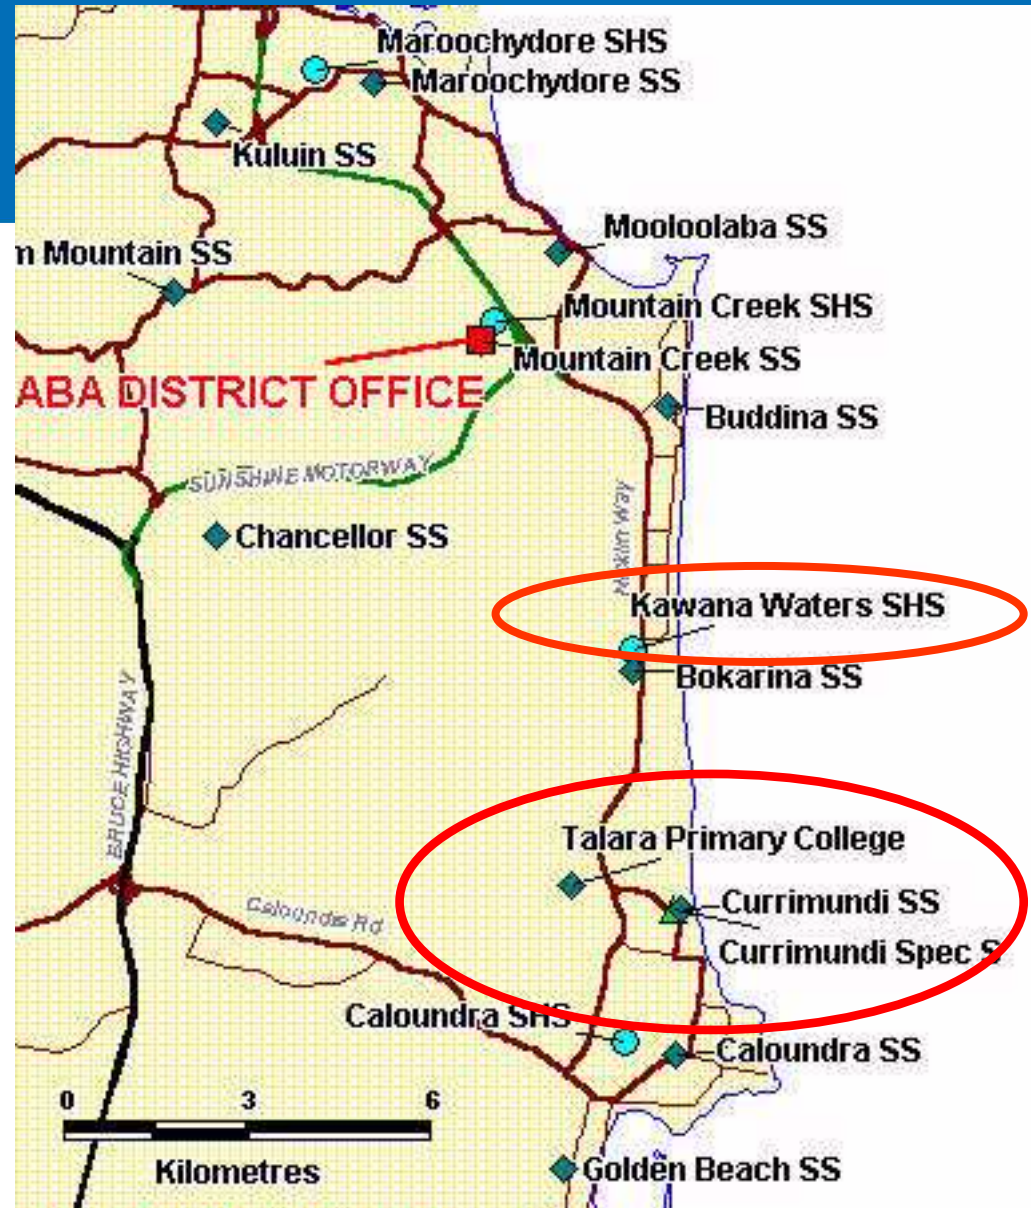 Maroochydore SHS
Maroochydore SS
Kuluin SS
Mooloolaba SS
m Mountain SS
Mountain Creek SHS
Mountain Creek SS
ABA DISTRICT OFFICE
Buddina SS
SUNSHINE MOTORWAY
Chancellor SS
Way
Kawana Waters SHS
Bokarina SS
BRUCE HIGHWAY
Talara Primary College
Currimundi SS
Caloundra Rd
Currimundi Spec S
Caloundra SHS
Caloundra SS
0 3 6
Kilometres
Golden Beach SS